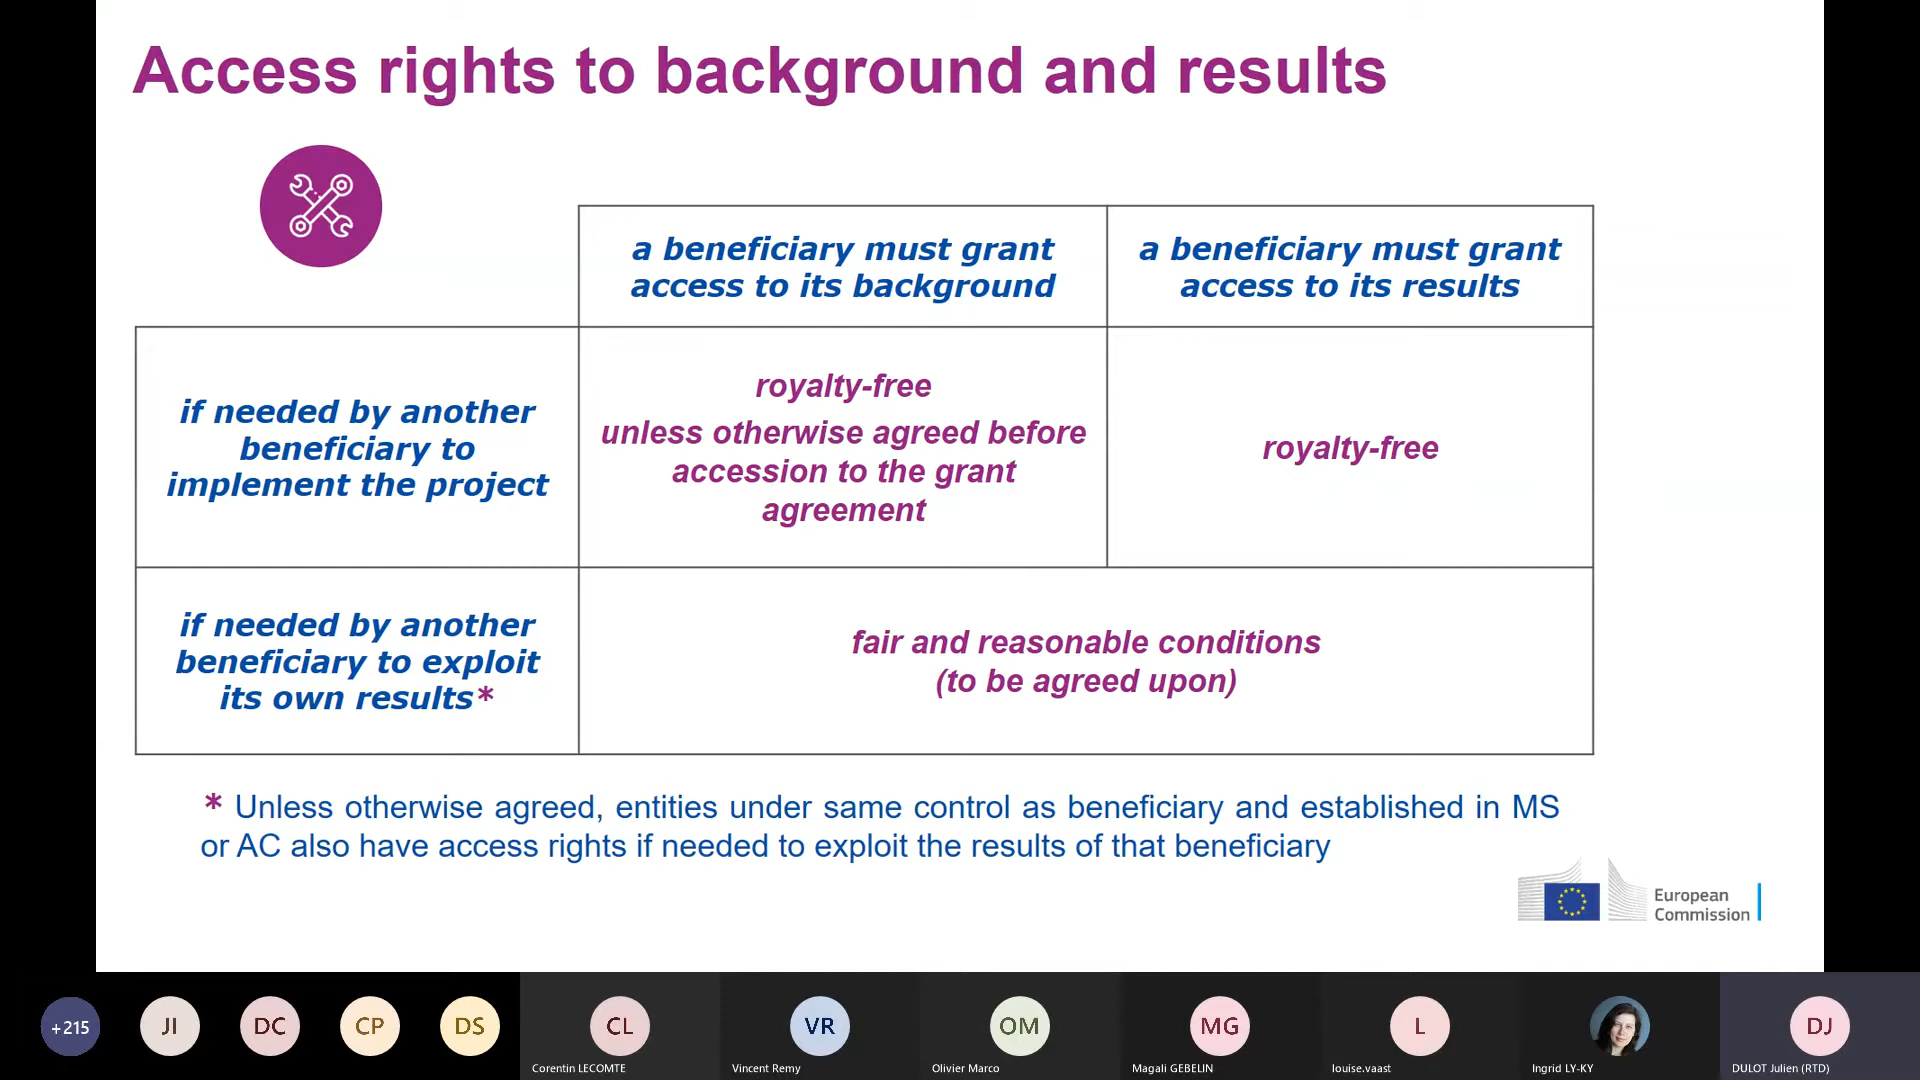 Access rights to background and results
a beneficiary must grant
access to its background
a beneficiary must grant
access to its results
if needed by another
beneficiary to
implement the project
royalty-free
unless otherwise agreed before
accession to the grant
agreement
royalty-free
if needed by another
beneficiary to exploit
its own results*
fair and reasonable conditions
(to be agreed upon)
* Unless otherwise agreed, entities under same control as beneficiary and established in MS
or AC also have access rights if needed to exploit the results of that beneficiary
European
Commission
+215
JI
DC
CP
DS
CL
VR
OM
MG
L
DJ
Corentin LECOMTE
Vincent Remy
Olivier Marco
Magali GEBELIN
louise.vaast
Ingrid LY-KY
DULOT Julien (RTD)